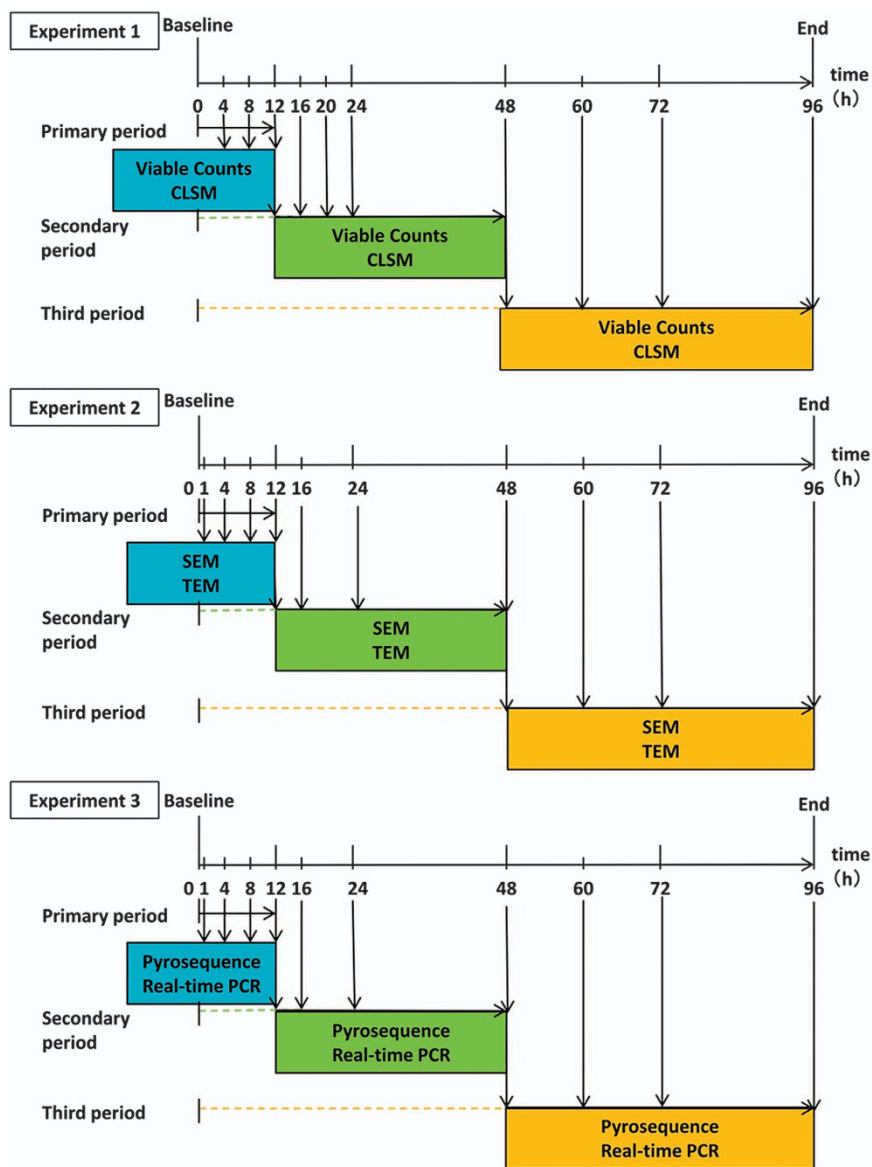 Experiment 1
Baseline
End
time
(h)
0 4 8 12 16 20 24 48 60 72 96
Primary period
Viable Counts
CLSM
Secondary
period
Viable Counts
CLSM
Third period
Viable Counts
CLSM
Experiment 2
Baseline
End
time
(h)
0 1 4 8 12 16 24 48 60 72 96
Primary period
SEM
TEM
Secondary
period
SEM
TEM
Third period
SEM
TEM
Experiment 3
Baseline
End
time
(h)
0 1 4 8 12 16 24 48 60 72 96
Primary period
Pyrosequence
Real-time PCR
Secondary
period
Pyrosequence
Real-time PCR
Third period
Pyrosequence
Real-time PCR